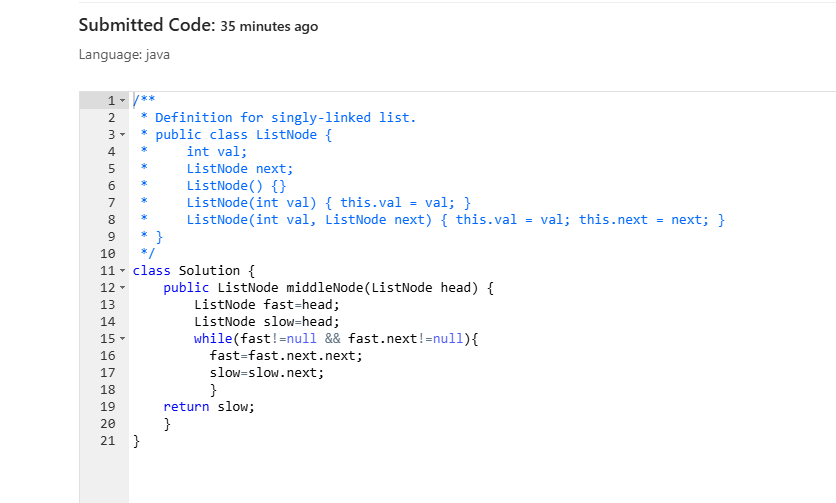 Submitted Code: 35 minutes ago
Language: java
1 /**
2  * Definition for singly-linked list.
3  * public class ListNode {
4  *     int val;
5  *     ListNode next;
6  *     ListNode() {}
7  *     ListNode(int val) { this.val = val; }
8  *     ListNode(int val, ListNode next) { this.val = val; this.next = next; }
9  * }
10  */
11 class Solution {
12     public ListNode middleNode(ListNode head) {
13         ListNode fast=head;
14         ListNode slow=head;
15         while(fast!=null && fast.next!=null){
16           fast=fast.next.next;
17           slow=slow.next;
18           }
19     return slow;
20     }
21 }